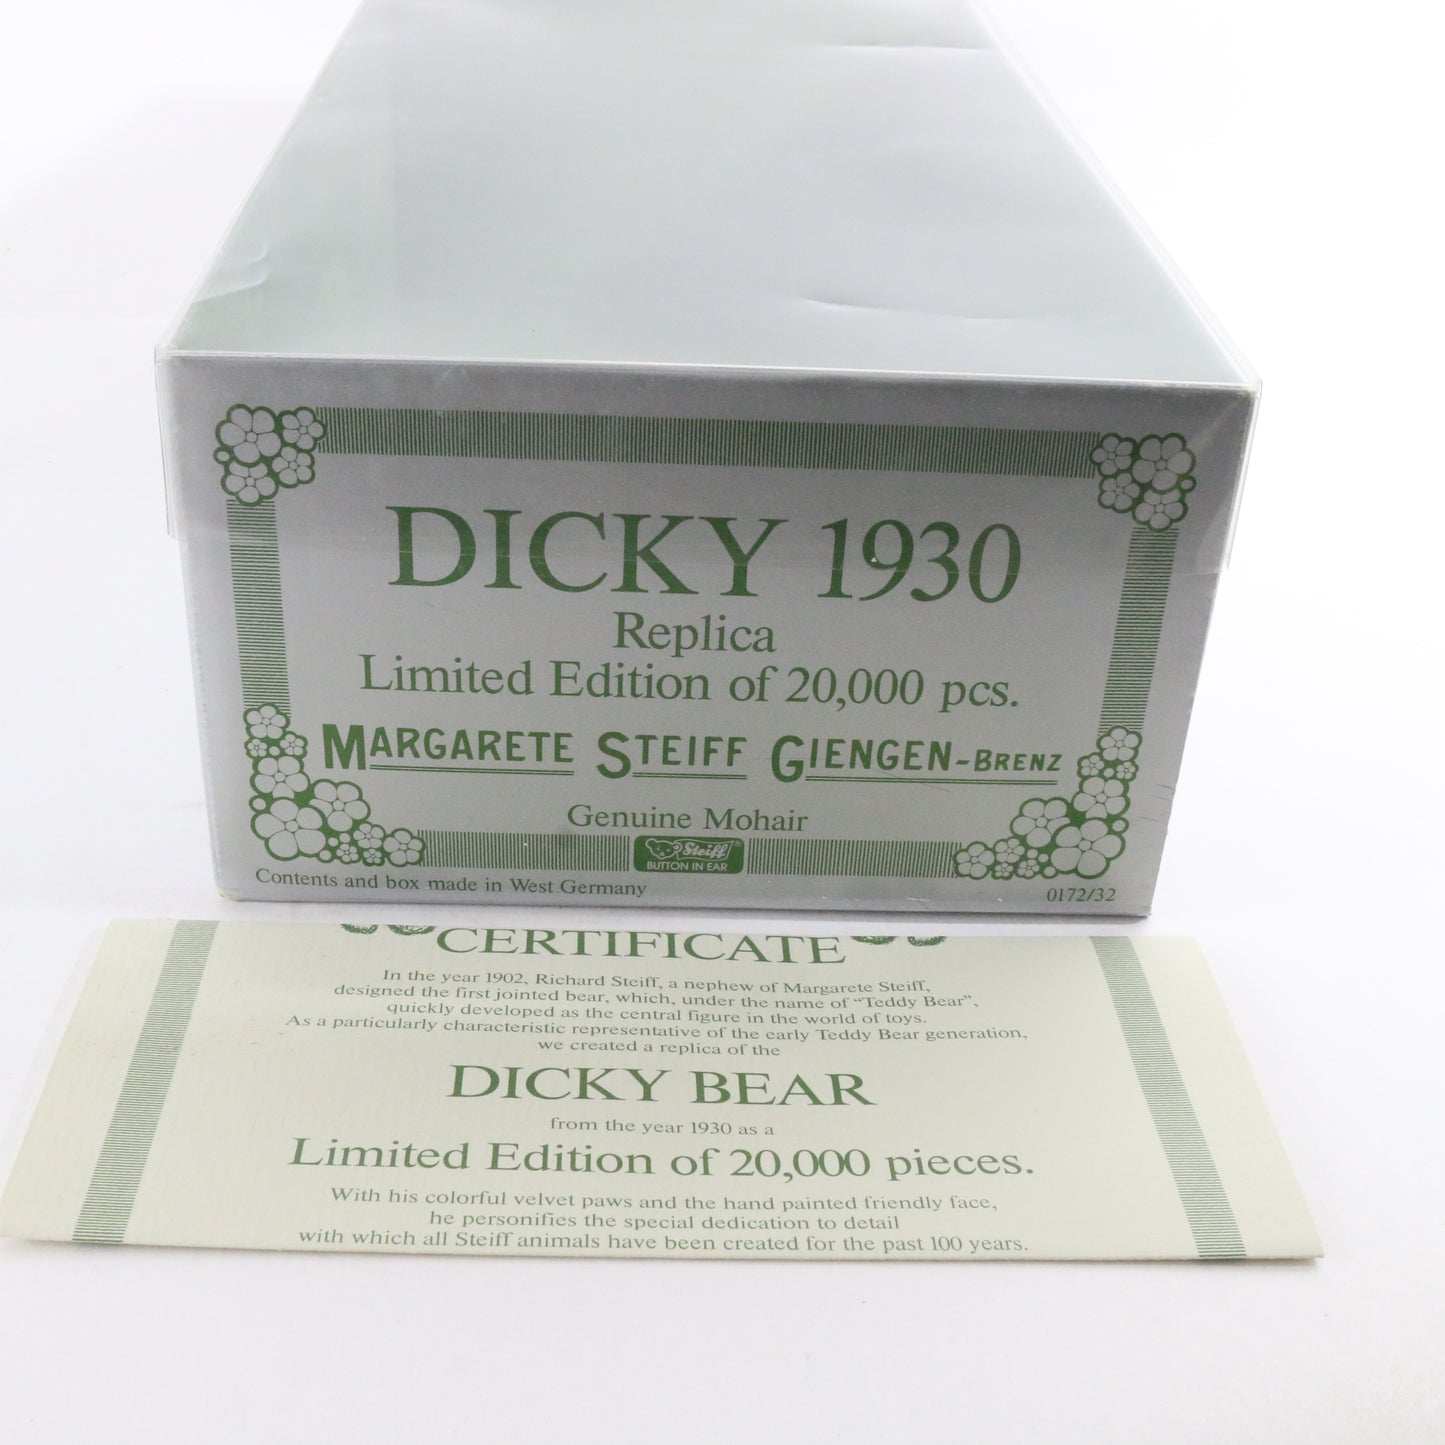 DICKY 1930
Replica
Limited Edition of 20,000 pcs.
MARGARETE STEIFF GIENGEN-BRENZ
Genuine Mohair
Steiff ®
BUTTON IN EAR
Contents and box made in West Germany
0172/32
CERTIFICATE
In the year 1902, Richard Steiff, a nephew of Margarete Steiff,
designed the first jointed bear, which, under the name of “Teddy Bear”,
quickly developed as the central figure in the world of toys.
As a particularly characteristic representative of the early Teddy Bear generation,
we created a replica of the
DICKY BEAR
from the year 1930 as a
Limited Edition of 20,000 pieces.
With his colorful velvet paws and the hand painted friendly face,
he personifies the special dedication to detail
with which all Steiff animals have been created for the past 100 years.